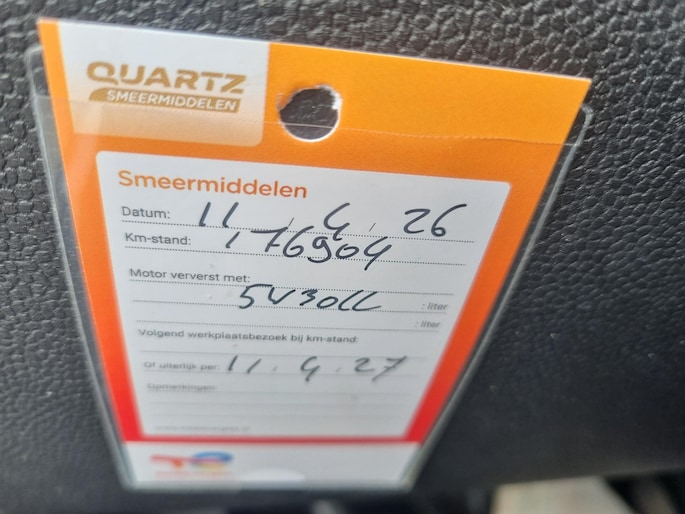 QUARTZ
SMEERMIDDELEN
Smeermiddelen
Datum: 11 . 4 . 26
Km-stand: 176904
Motor ververst met:
5W30LL : liter
: liter
Volgend werkplaatsbezoek bij km-stand:
Of uiterlijk per: 11 . 4 . 27
Opmerkingen: